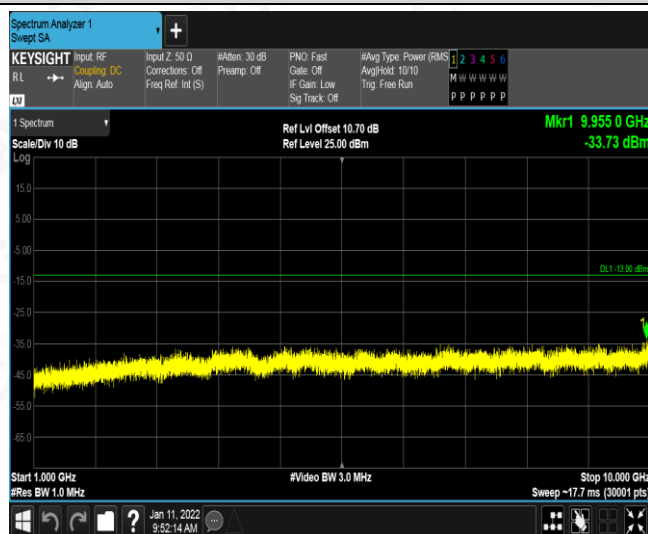 Spectrum Analyzer 1
Swept SA
+
KEYSIGHT
RL
LXI
Input: RF
Coupling: DC
Align: Auto
Input Z: 50 Ω
Corrections: Off
Freq Ref: Int (S)
#Atten: 30 dB
Preamp: Off
PNO: Fast
Gate: Off
IF Gain: Low
Sig Track: Off
#Avg Type: Power (RMS
Avg|Hold: 10/10
Trig: Free Run
1 2 3 4 5 6
M W W W W W
P P P P P P
1 Spectrum
Scale/Div 10 dB
Log
Ref Lvl Offset 10.70 dB
Ref Level 25.00 dBm
Mkr1 9.955 0 GHz
-33.73 dBm
15.0
5.00
-5.00
-15.0
-25.0
-35.0
-45.0
-55.0
-65.0
DL1 -13.00 dBm
1
Start 1.000 GHz
#Res BW 1.0 MHz
#Video BW 3.0 MHz
Stop 10.000 GHz
Sweep ~17.7 ms (30001 pts)
?
Jan 11, 2022
9:52:14 AM